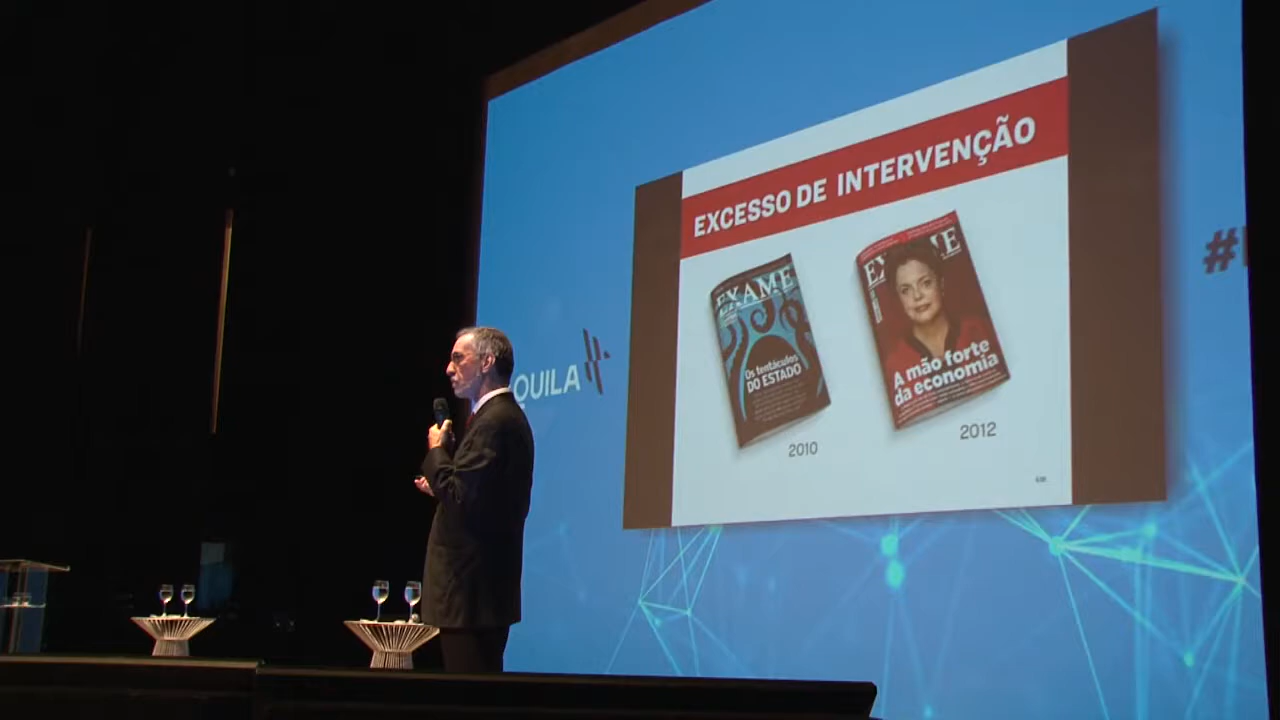 EXCESSO DE INTERVENÇÃO
EXAME
Os tentáculos
DO ESTADO
2010
EXAME
A mão forte
da economia
2012
QUILA
#